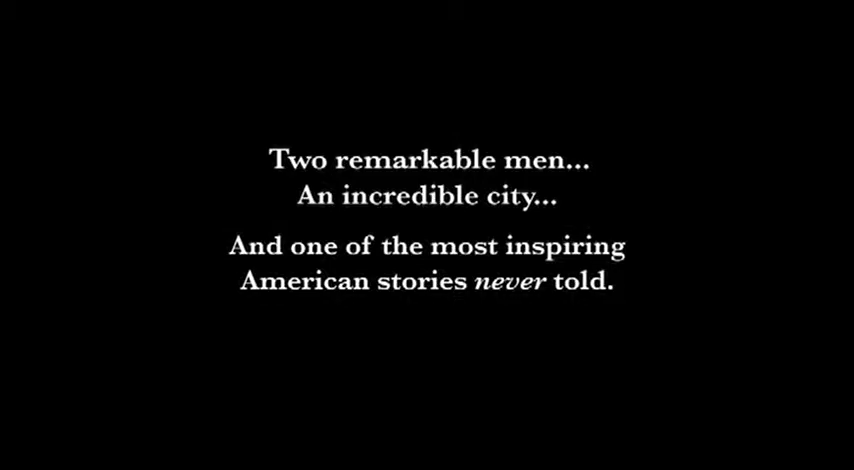 Two remarkable men...
An incredible city...
And one of the most inspiring
American stories never told.